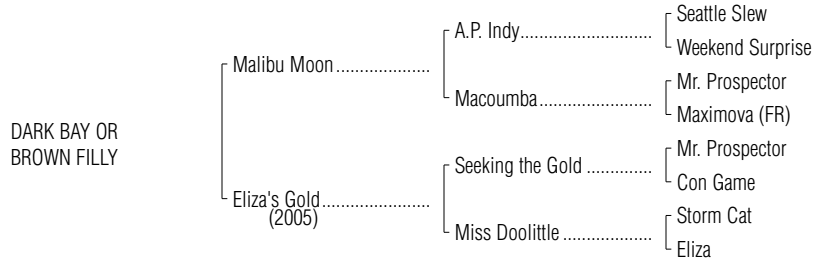 Seattle Slew
A.P. Indy
Weekend Surprise
Malibu Moon
Mr. Prospector
Macoumba
Maximova (FR)
DARK BAY OR
BROWN FILLY
Mr. Prospector
Seeking the Gold
Con Game
Eliza's Gold
(2005)
Storm Cat
Miss Doolittle
Eliza